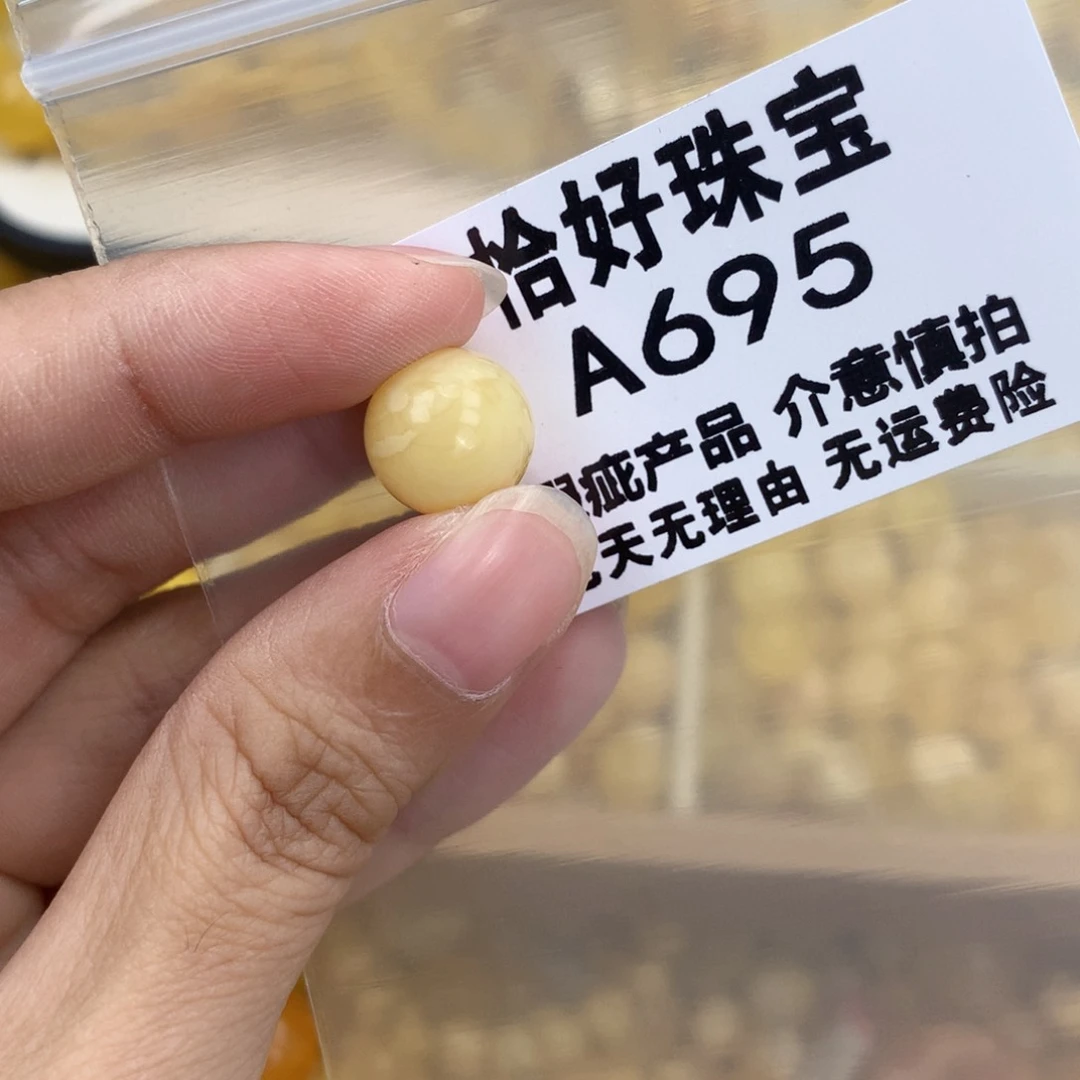 恰好珠宝
A695
瑕疵产品 介意慎拍
天无理由 无运费险